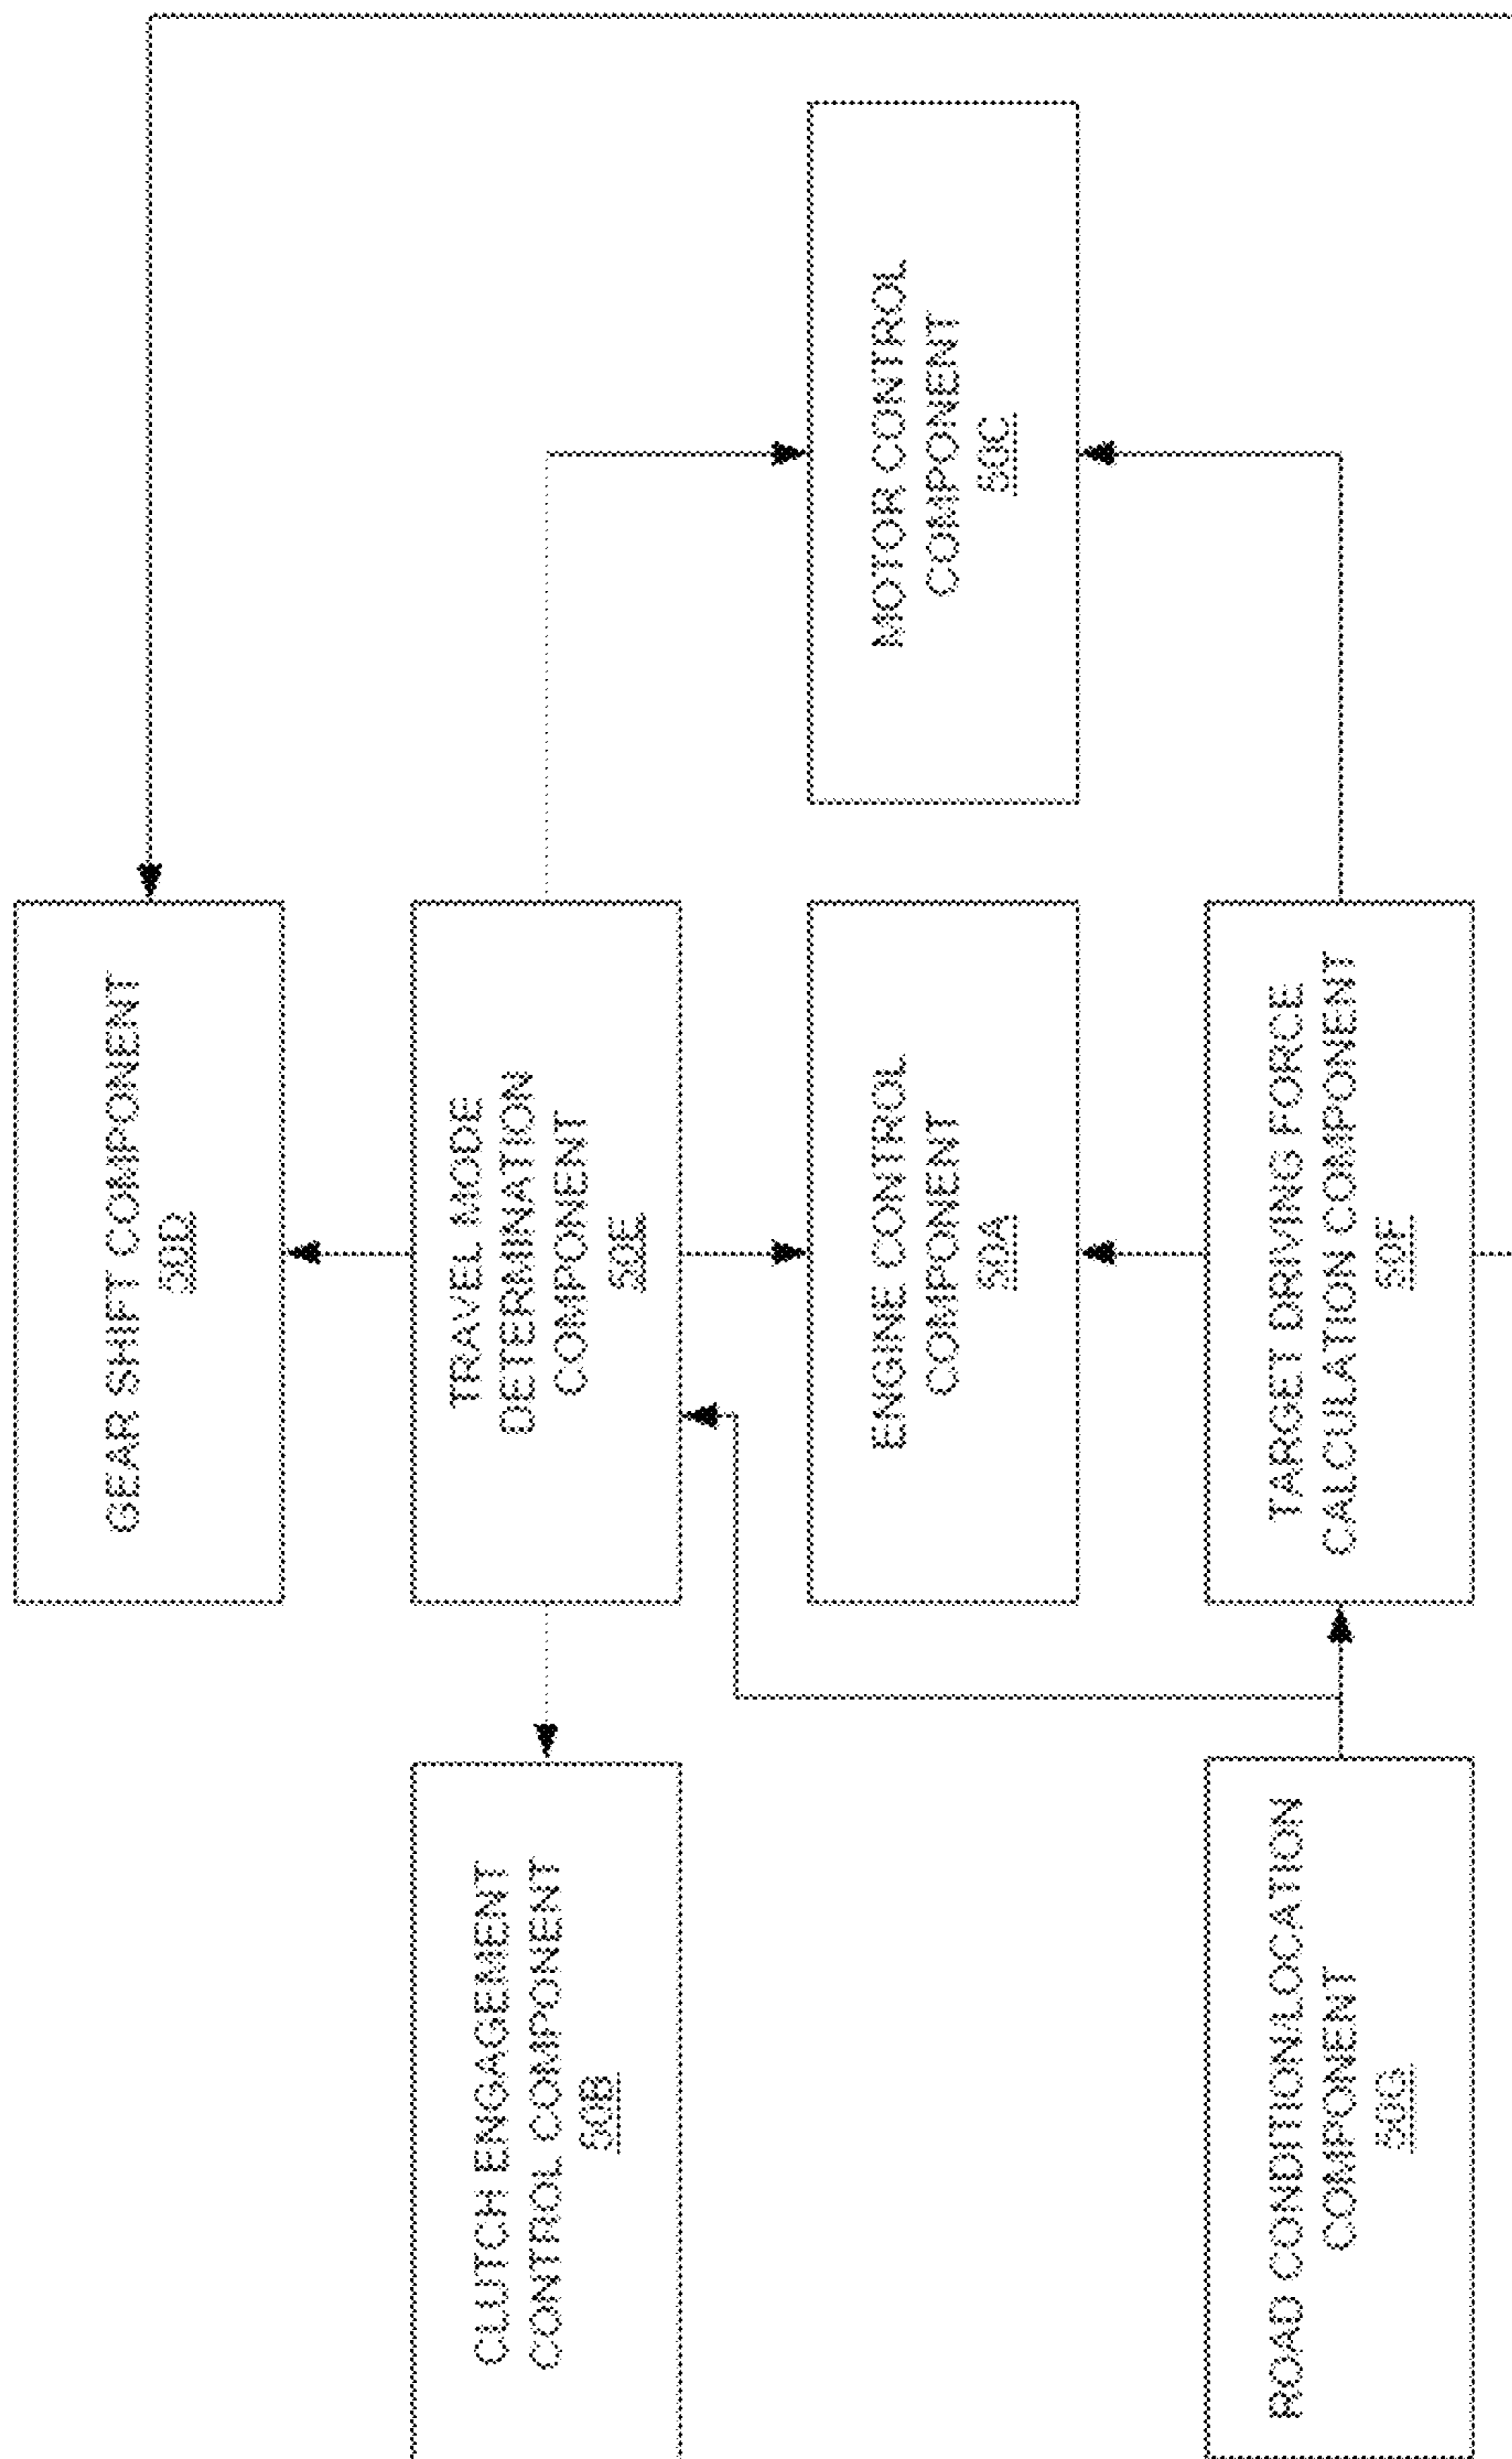 GEAR SHIFT COMPONENT
50D
CLUTCH ENGAGEMENT
CONTROL COMPONENT
50B
TRAVEL MODE
DETERMINATION
COMPONENT
50E
ENGINE CONTROL
COMPONENT
50A
MOTOR CONTROL
COMPONENT
50C
ROAD CONDITION/LOCATION
COMPONENT
50G
TARGET DRIVING FORCE
CALCULATION COMPONENT
50F